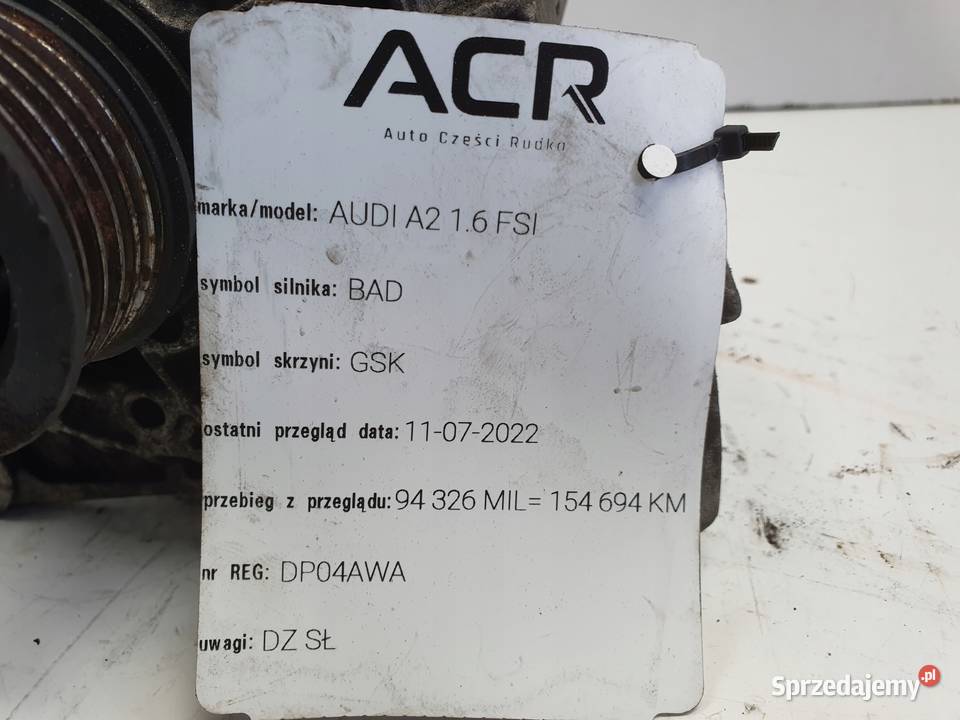 ACR
Auto Części Rudka
marka/model: AUDI A2 1.6 FSI
symbol silnika: BAD
symbol skrzyni: GSK
ostatni przegląd data: 11-07-2022
przebieg z przeglądu: 94 326 MIL= 154 694 KM
nr REG: DP04AWA
uwagi: DZ SŁ
Sprzedajemy.pl